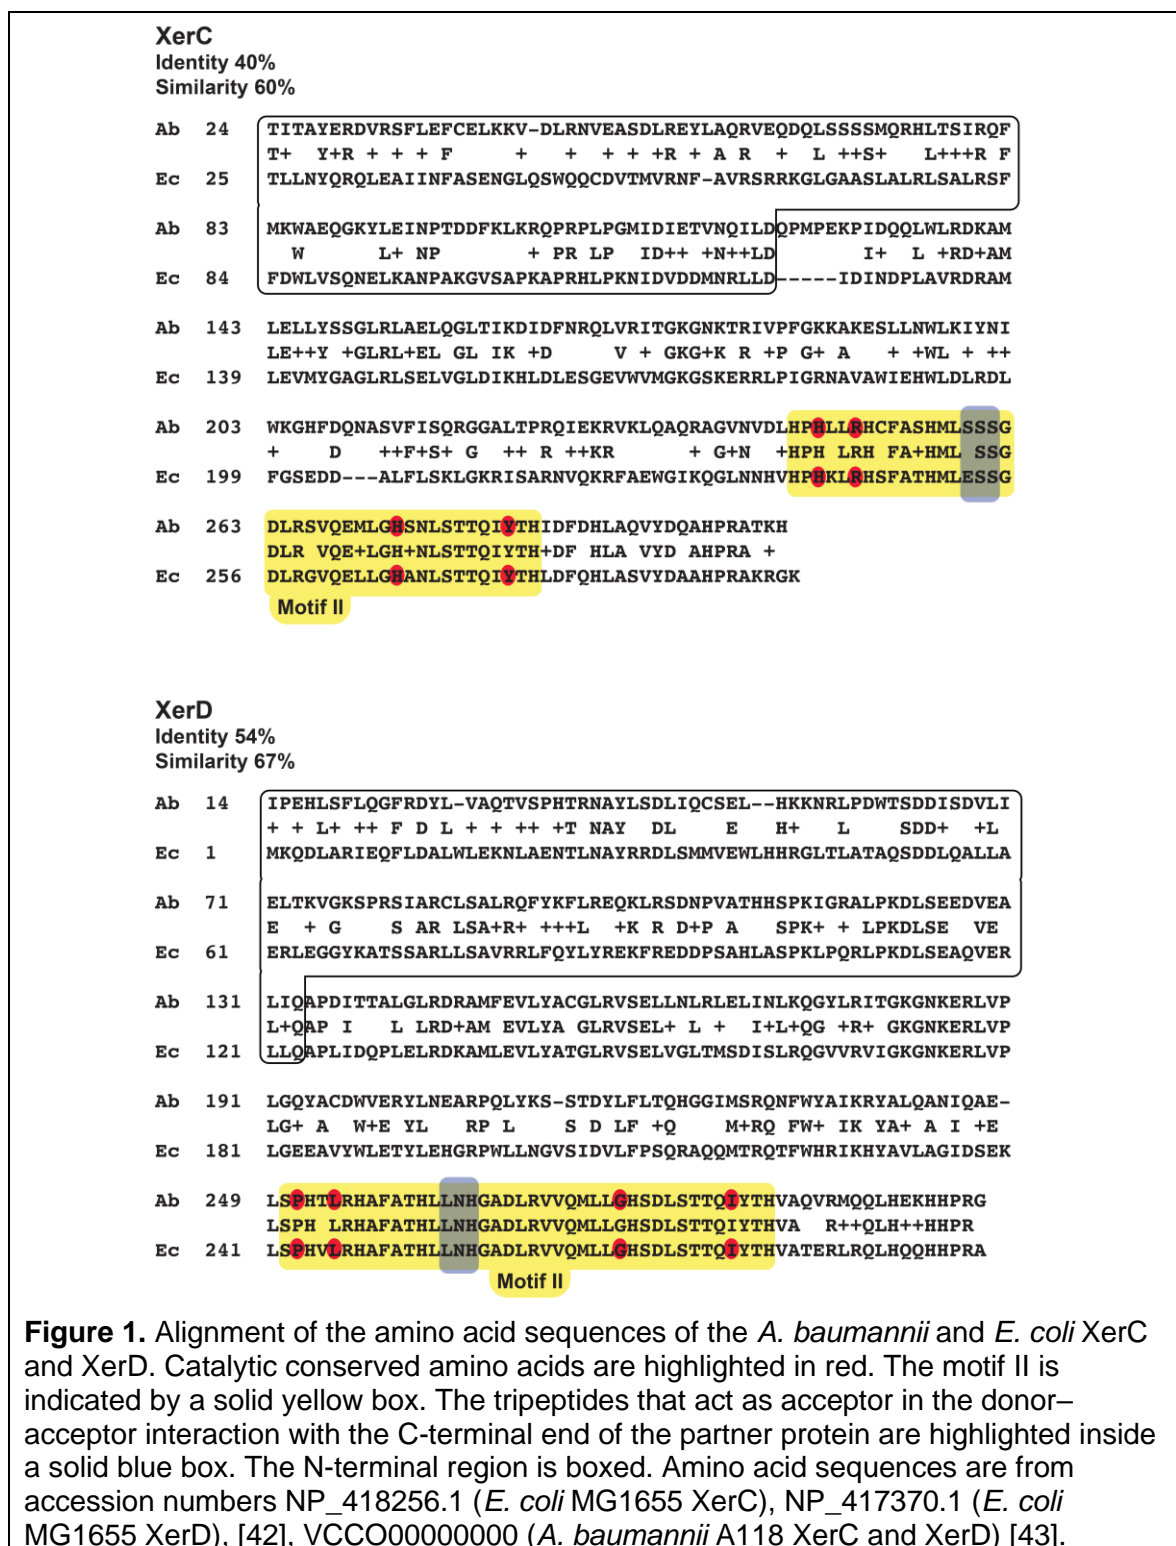 XerC
Identity 40%
Similarity 60%
Ab 24 TITAYERDVRSFLEFCELKKV-DLRNVEASDLREYLAQRVEQDQLSSSSMQRHLTSIRQF
T+  Y+R + + + F     +   +  + + +R + A R  +  L ++S+   L+++R F
Ec 25 TLLNYQRQLEAIINFASENGLQSWQQCDVTMVRNF-AVRSRRKGLGAASLALRLSALRSF
Ab 83 MKWAEQGKYLEINPTDDFKLKRQPRPLPGMIDIETVNQILDQPMPEKPIDQQLWLRDKAM
W      L+ NP       + PR LP  ID++ +N++LD       I+  L +RD+AM
Ec 84 FDWLVSQNELKANPAKGVSAPKAPRHLPKNIDVDDMNRLLD-----IDINDPLAVRDRAM
Ab 143 LELLYSSGLRLAELQGLTIKDIDFNRQLVRITGKGNKTRIVPFGKKAKESLLNWLKIYNI
LE++Y +GLRL+EL GL IK +D     V + GKG+K R +P G+ A   + +WL + ++
Ec 139 LEVMYGAGLRLSELVGLDIKHLDLESGEVWVMGKGSKERRLPIGRNAVAWIEHWLDLRDL
Ab 203 WKGHFDQNASVFISQRGGALTPRQIEKRVKLQAQRAGVNVDLHPHLLRHCFASHMLSSSG
+    D   ++F+S+ G  ++ R ++KR      + G+N  +HPH LRH FA+HML SSG
Ec 199 FGSEDD---ALFLSKLGKRISARNVQKRFAEWGIKQGLNNHVHPHKLRHSFATHMLESSG
Ab 263 DLRSVQEMLGHSNLSTTQIYTHIDFDHLAQVYDQAHPRATKH
DLR VQE+LGH+NLSTTQIYTH+DF HLA VYD AHPRA +
Ec 256 DLRGVQELLGHANLSTTQIYTHLDFQHLASVYDAAHPRAKRGK
Motif II
XerD
Identity 54%
Similarity 67%
Ab 14 IPEHLSFLQGFRDYL-VAQTVSPHTRNAYLSDLIQCSEL--HKKNRLPDWTSDDISDVLI
+ + L+ ++ F D L + + ++ +T NAY  DL    E   H+    L    SDD+ +L
Ec 1 MKQDLARIEQFLDALWLEKNLAENTLNAYRRDLSMMVEWLHHRGLTLATAQSDDLQALLA
Ab 71 ELTKVGKSPRSIARCLSALRQFYKFLREQKLRSDNPVATHHSPKIGRALPKDLSEEDVEA
E  + G    S AR LSA+R+ +++L  +K R D+P A   SPK+ + LPKDLSE  VE
Ec 61 ERLEGGYKATSSARLLSAVRRLFQYLYREKFREDDPSAHLASPKLPQRLPKDLSEAQVER
Ab 131 LIQAPDITTALGLRDRAMFEVLYACGLRVSELLNLRLELINLKQGYLRITGKGNKERLVP
L+QAP I   L LRD+AM EVLYA GLRVSEL+ L +  I+L+QG +R+ GKGNKERLVP
Ec 121 LLQAPLIDQPLELRDKAMLEVLYATGLRVSELVGLTMSDISLRQGVVRVIGKGNKERLVP
Ab 191 LGQYACDWVERYLNEARPQLYKS-STDYLFLTQHGGIMSRQNFWYAIKRYALQANIQAE-
LG+ A  W+E YL   RP L    S D LF +Q    M+RQ FW+ IK YA+ A I +E
Ec 181 LGEEAVYWLETYLEHGRPWLLNGVSIDVLFPSQRAQQMTRQTFWHRIKHYAVLAGIDSEK
Ab 249 LSPHTLRHAFATHLLNHGADLRVVQMLLGHSDLSTTQIYTHVAQVRMQQLHEKHHPRG
LSPH LRHAFATHLLNHGADLRVVQMLLGHSDLSTTQIYTHVA  R++QLH++HHPR
Ec 241 LSPHVLRHAFATHLLNHGADLRVVQMLLGHSDLSTTQIYTHVATERLRQLHQQHHPRA
Motif II
Figure 1. Alignment of the amino acid sequences of the A. baumannii and E. coli XerC
and XerD. Catalytic conserved amino acids are highlighted in red. The motif II is
indicated by a solid yellow box. The tripeptides that act as acceptor in the donor–
acceptor interaction with the C-terminal end of the partner protein are highlighted inside
a solid blue box. The N-terminal region is boxed. Amino acid sequences are from
accession numbers NP_418256.1 (E. coli MG1655 XerC), NP_417370.1 (E. coli
MG1655 XerD), [42], VCCO00000000 (A. baumannii A118 XerC and XerD) [43].